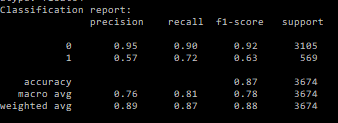 Classification report:
precision recall f1-score support
0 0.95 0.90 0.92 3105
1 0.57 0.72 0.63 569
accuracy 0.87 3674
macro avg 0.76 0.81 0.78 3674
weighted avg 0.89 0.87 0.88 3674